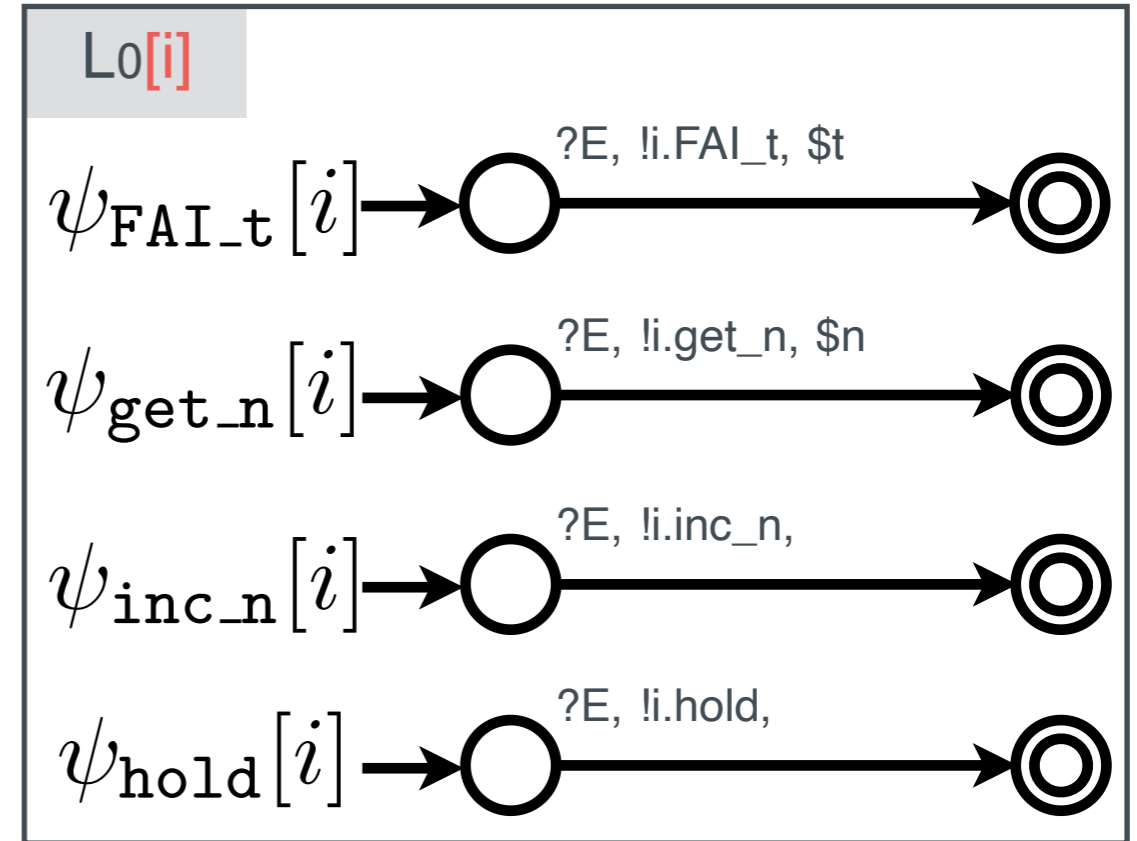 L0[i]
?E, !i.FAI_t, $t
ψFAI_t[i]
?E, !i.get_n, $n
ψget_n[i]
?E, !i.inc_n,
ψinc_n[i]
?E, !i.hold,
ψhold[i]